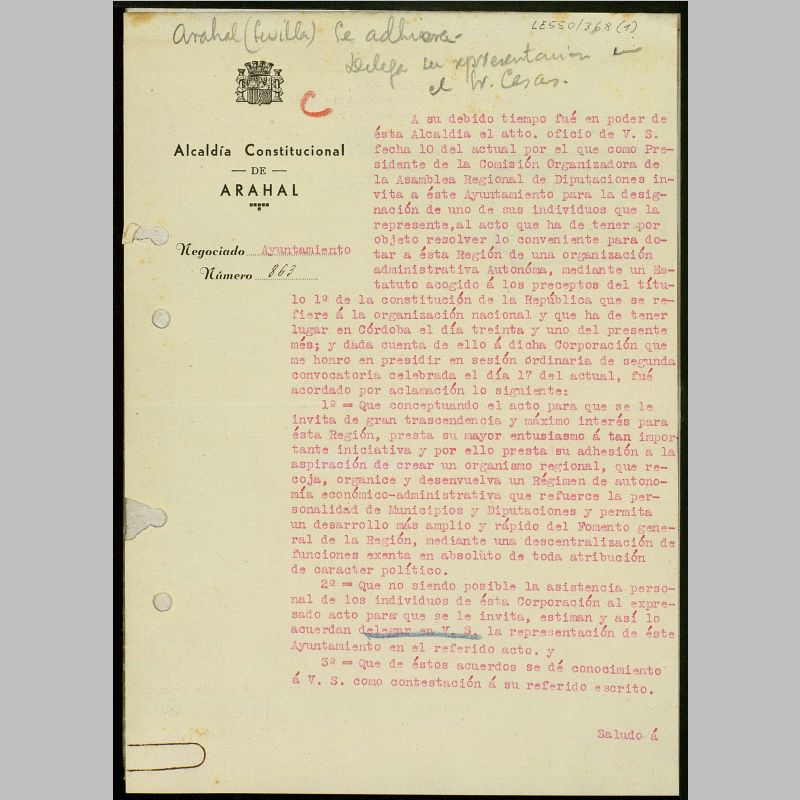 LE550/368(1)
Arahal (Sevilla) Se adhiere.
Delega su representación en
el Sr. Casas.
Alcaldía Constitucional
— DE —
ARAHAL
Negociado Ayuntamiento
Número 863
A su debido tiempo fué en poder de
ésta Alcaldia el atto. oficio de V. S.
fecha 10 del actual por el que como Pre-
sidente de la Comisión Organizadora de
la Asamblea Regional de Diputaciones in-
vita a éste Ayuntamiento para la desig-
nación de uno de sus individuos que la
represente,al acto que ha de tener por
objeto resolver lo conveniente para do-
tar a ésta Región de una organización
administrativa Autonóma, mediante un Es-
tatuto acogido á los preceptos del títu-
lo 1º de la constitución de la República que se re-
fiere á la organización nacional y que ha de tener
lugar en Córdoba el día treinta y uno del presente
més; y dada cuenta de ello á dicha Corporación que
me honro en presidir en sesión Ordinaria de segunda
convocatoria celebrada el día 17 del actual, fué
acordado por aclamación lo siguiente:
1º = Que conceptuando el acto para que se le
invita de gran trascendencia y máximo interés para
ésta Región, presta su mayor entusiasmo á tan impor-
tante iniciativa y por ello presta su adhesión a la
aspiración de crear un organismo regional, que re-
coja, organice y desenvuelva un Régimen de autono-
mía económico-administrativa que refuerce la per-
sonalidad de Municipios y Diputaciones y permita
un desarrollo más amplio y rápido del Fomento gene-
ral de la Región, mediante una descentralización de
funciones exenta en absolúto de toda atribución
de caracter político.
2º = Que no siendo posible la asistencia perso-
nal de los individuos de ésta Corporación al expre-
sado acto para que se le invita, estiman y así lo
acuerdan delegar en V. S. la representación de éste
Ayuntamiento en el referido acto. y
3º = Que de éstos acuerdos se dé conocimiento
á V. S. como contestación á su referido escrito.
Saludo á